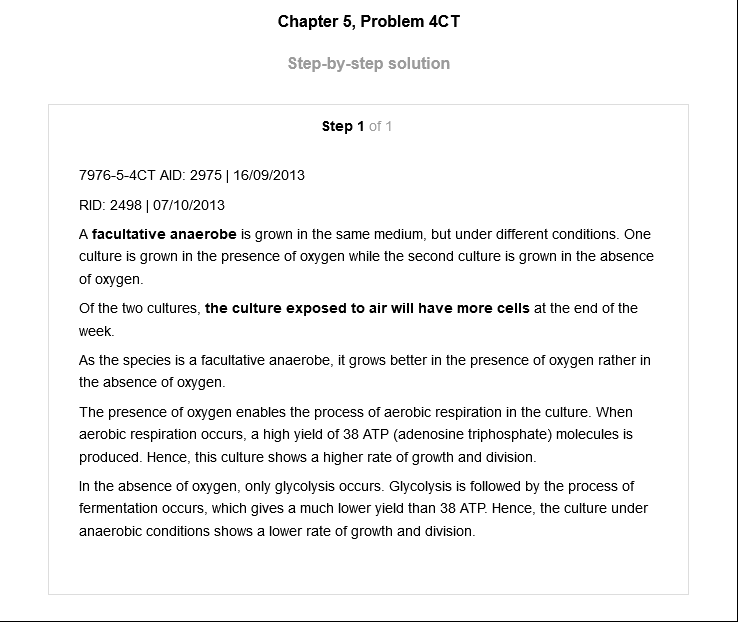 Chapter 5, Problem 4CT
Step-by-step solution
Step 1 of 1
7976-5-4CT AID: 2975 | 16/09/2013
RID: 2498 | 07/10/2013
A facultative anaerobe is grown in the same medium, but under different conditions. One
culture is grown in the presence of oxygen while the second culture is grown in the absence
of oxygen.
Of the two cultures, the culture exposed to air will have more cells at the end of the
week.
As the species is a facultative anaerobe, it grows better in the presence of oxygen rather in
the absence of oxygen.
The presence of oxygen enables the process of aerobic respiration in the culture. When
aerobic respiration occurs, a high yield of 38 ATP (adenosine triphosphate) molecules is
produced. Hence, this culture shows a higher rate of growth and division.
In the absence of oxygen, only glycolysis occurs. Glycolysis is followed by the process of
fermentation occurs, which gives a much lower yield than 38 ATP. Hence, the culture under
anaerobic conditions shows a lower rate of growth and division.